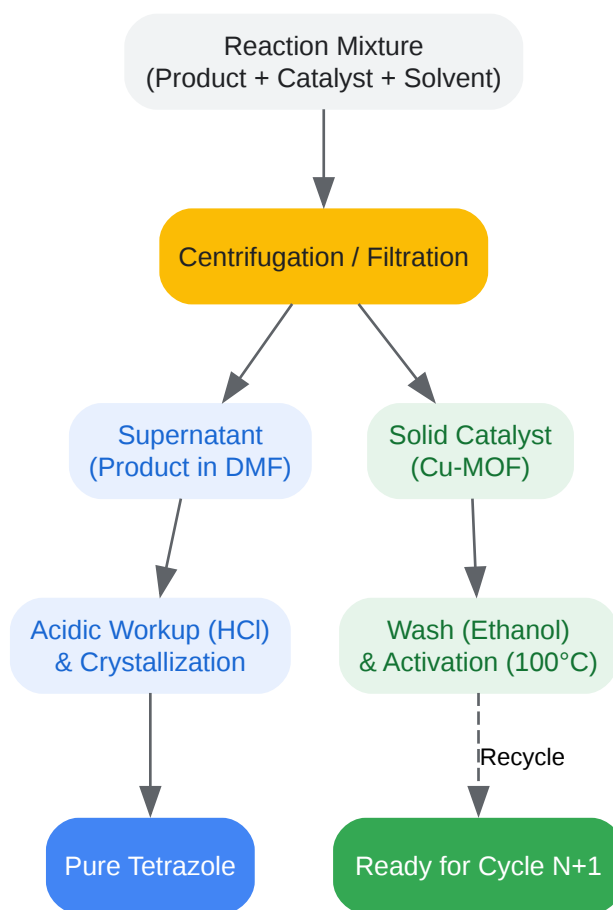 Reaction Mixture
(Product + Catalyst + Solvent)
Centrifugation / Filtration
Supernatant
(Product in DMF)
Solid Catalyst
(Cu-MOF)
Acidic Workup (HCl)
& Crystallization
Wash (Ethanol)
& Activation (100°C)
Recycle
Pure Tetrazole
Ready for Cycle N+1